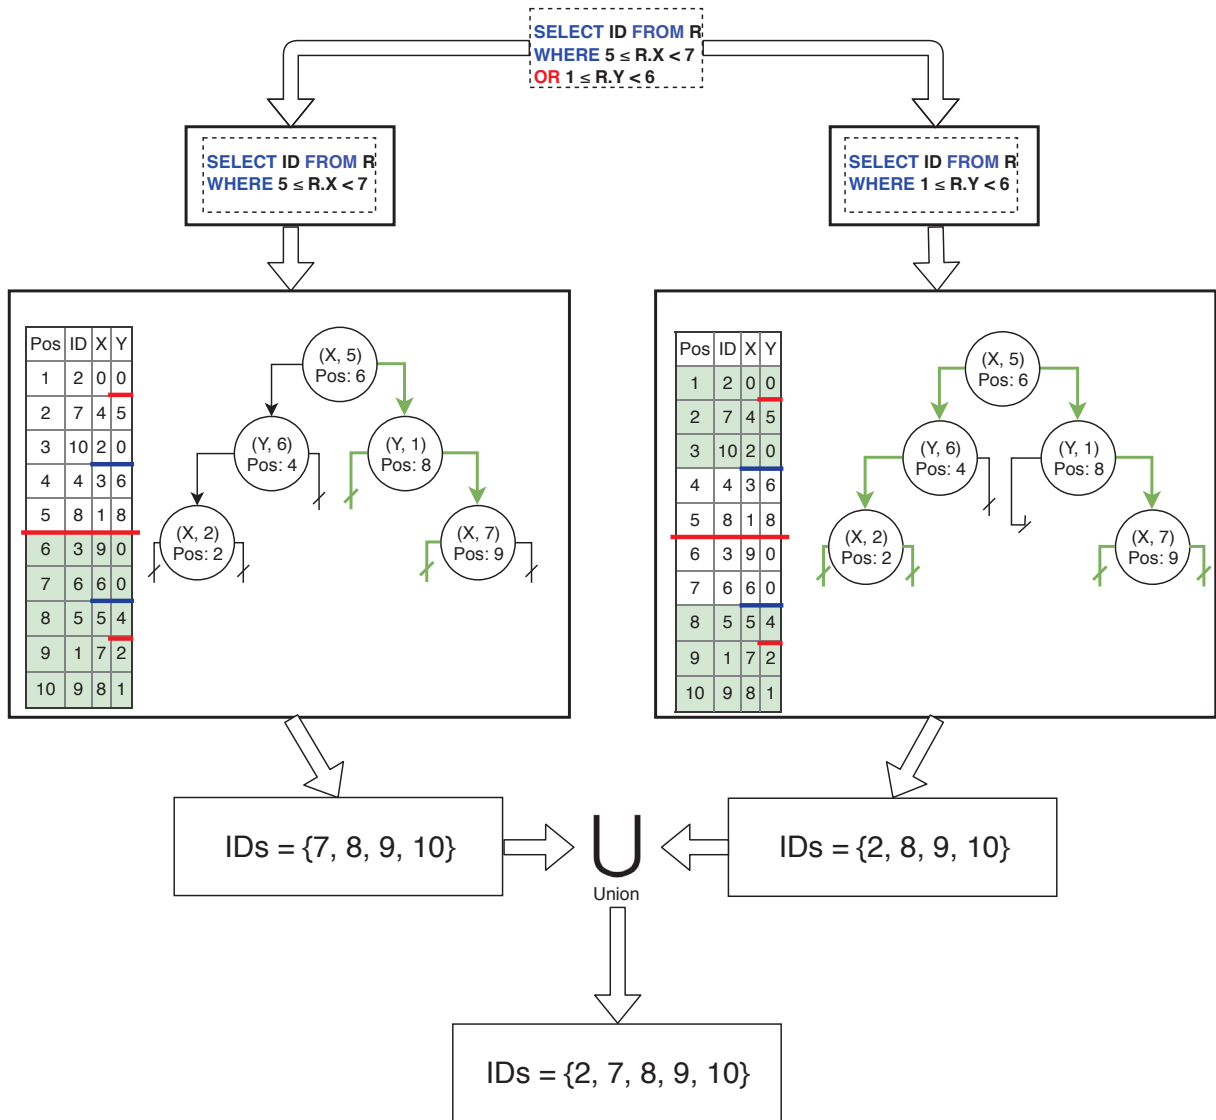 SELECT ID FROM R
WHERE 5 ≤ R.X < 7
OR 1 ≤ R.Y < 6
SELECT ID FROM R
WHERE 5 ≤ R.X < 7
SELECT ID FROM R
WHERE 1 ≤ R.Y < 6
Pos ID X Y
1 2 0 0
2 7 4 5
3 10 2 0
4 4 3 6
5 8 1 8
6 3 9 0
7 6 6 0
8 5 5 4
9 1 7 2
10 9 8 1
(X, 5)
Pos: 6
(Y, 6)
Pos: 4
(Y, 1)
Pos: 8
(X, 2)
Pos: 2
(X, 7)
Pos: 9
Pos ID X Y
1 2 0 0
2 7 4 5
3 10 2 0
4 4 3 6
5 8 1 8
6 3 9 0
7 6 6 0
8 5 5 4
9 1 7 2
10 9 8 1
(X, 5)
Pos: 6
(Y, 6)
Pos: 4
(Y, 1)
Pos: 8
(X, 2)
Pos: 2
(X, 7)
Pos: 9
IDs = {7, 8, 9, 10}
U
Union
IDs = {2, 8, 9, 10}
IDs = {2, 7, 8, 9, 10}